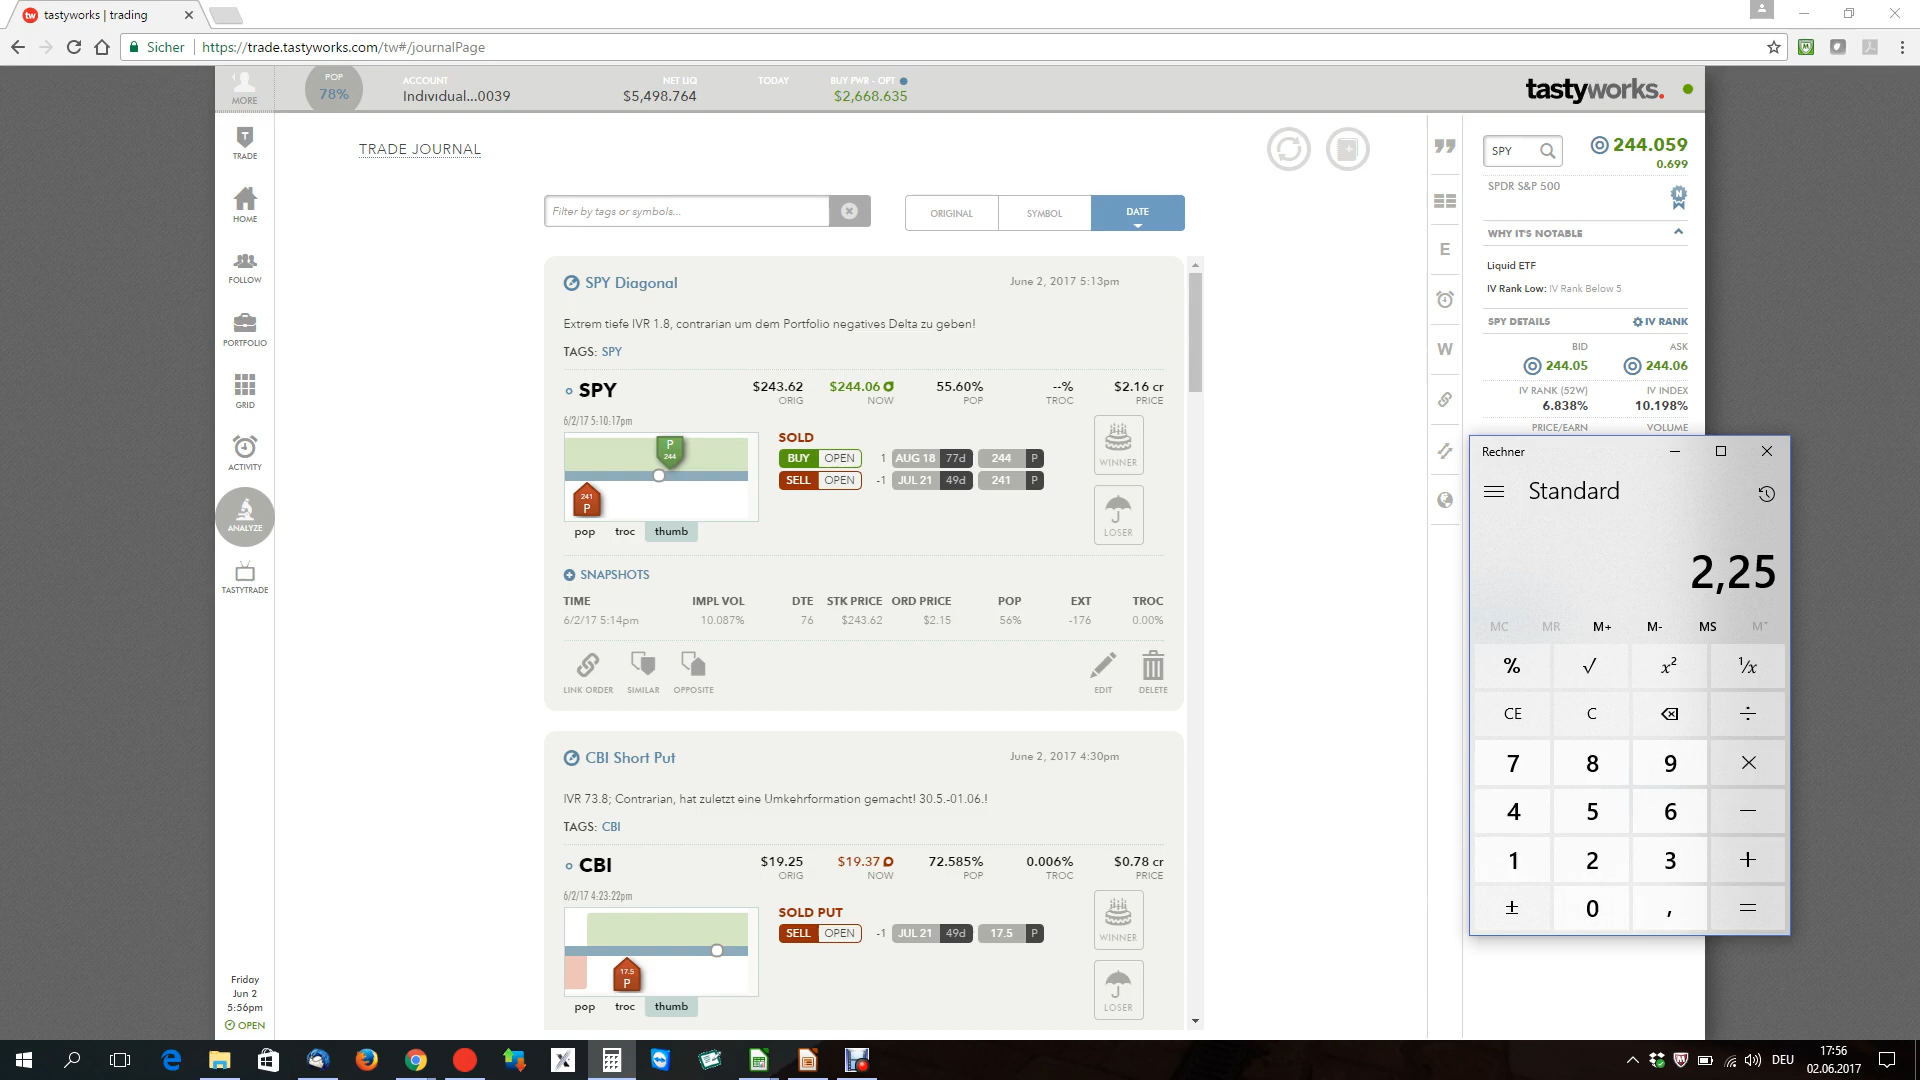 tastyworks | trading
Sicher https://trade.tastyworks.com/tw#/journalPage
MORE
POP
78%
ACCOUNT
Individual...0039
NET LIQ
$5,498.764
TODAY
BUY PWR - OPT
$2,668.635
tastyworks.
TRADE
HOME
FOLLOW
PORTFOLIO
GRID
ACTIVITY
ANALYZE
TASTYTRADE
Friday
Jun 2
5:56pm
OPEN
TRADE JOURNAL
Filter by tags or symbols...
ORIGINAL SYMBOL DATE
SPY Diagonal June 2, 2017 5:13pm
Extrem tiefe IVR 1.8, contrarian um dem Portfolio negatives Delta zu geben!
TAGS: SPY
SPY $243.62 $244.06 55.60% --% $2.16 cr
ORIG NOW POP TROC PRICE
6/2/17 5:10:17pm
P
244
241
P
pop troc thumb
SOLD
BUY OPEN 1 AUG 18 77d 244 P
SELL OPEN -1 JUL 21 49d 241 P
WINNER
LOSER
SNAPSHOTS
TIME IMPL VOL DTE STK PRICE ORD PRICE POP EXT TROC
6/2/17 5:14pm 10.087% 76 $243.62 $2.15 56% -176 0.00%
LINK ORDER SIMILAR OPPOSITE EDIT DELETE
CBI Short Put June 2, 2017 4:30pm
IVR 73.8; Contrarian, hat zuletzt eine Umkehrformation gemacht! 30.5.-01.06.!
TAGS: CBI
CBI $19.25 $19.37 72.585% 0.006% $0.78 cr
ORIG NOW POP TROC PRICE
6/2/17 4:23:22pm
17.5
P
pop troc thumb
SOLD PUT
SELL OPEN -1 JUL 21 49d 17.5 P
WINNER
LOSER
E
W
SPY 244.059
0.699
SPDR S&P 500
WHY IT'S NOTABLE
Liquid ETF
IV Rank Low: IV Rank Below 5
SPY DETAILS IV RANK
BID ASK
244.05 244.06
IV RANK (52W) IV INDEX
6.838% 10.198%
PRICE/EARN VOLUME
Rechner
Standard
2,25
MC MR M+ M- MS M˅
% √ x² ¹/x
CE C ÷
7 8 9 ×
4 5 6 −
1 2 3 +
± 0 , =
DEU
17:56
02.06.2017